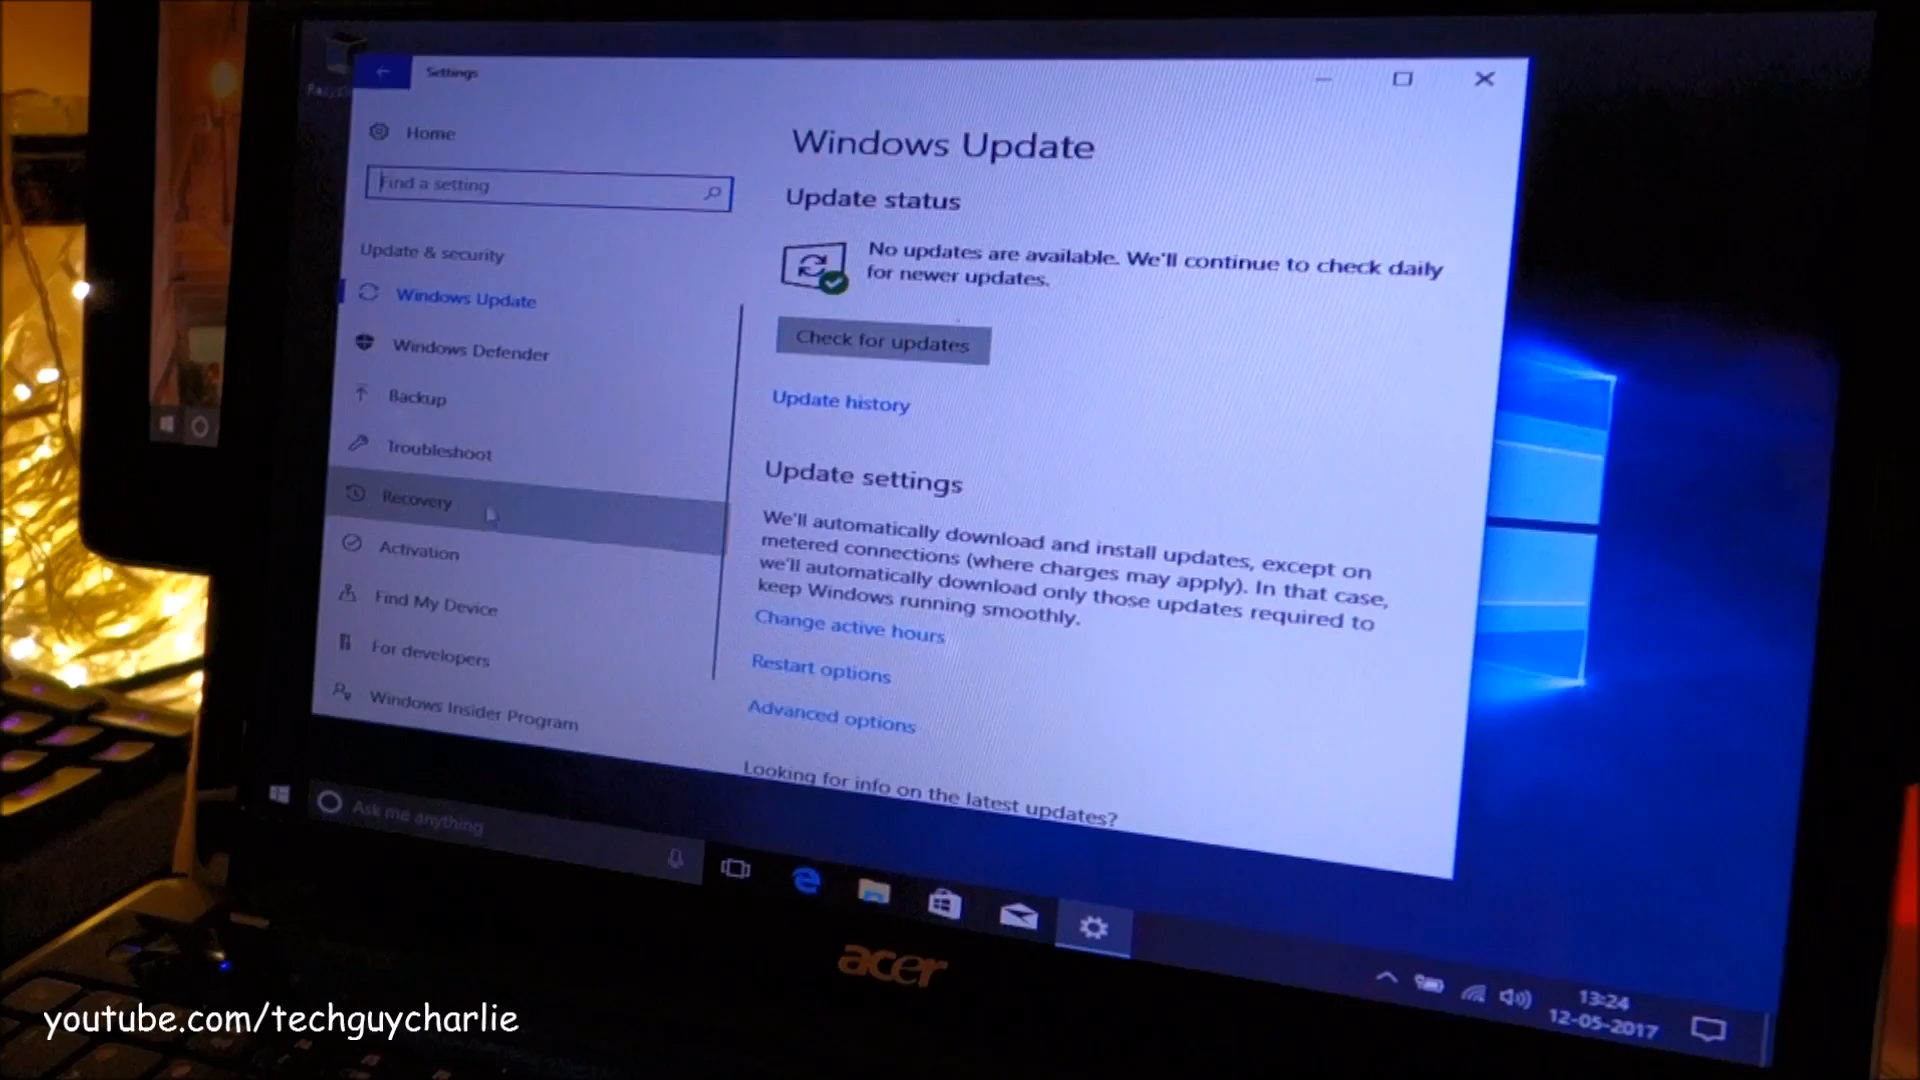 Settings
Home
Find a setting
Update & security
Windows Update
Windows Defender
Backup
Troubleshoot
Recovery
Activation
Find My Device
For developers
Windows Insider Program
Windows Update
Update status
No updates are available. We'll continue to check daily
for newer updates.
Check for updates
Update history
Update settings
We'll automatically download and install updates, except on
metered connections (where charges may apply). In that case,
we'll automatically download only those updates required to
keep Windows running smoothly.
Change active hours
Restart options
Advanced options
Looking for info on the latest updates?
Ask me anything
13:24
12-05-2017
acer
youtube.com/techguycharlie